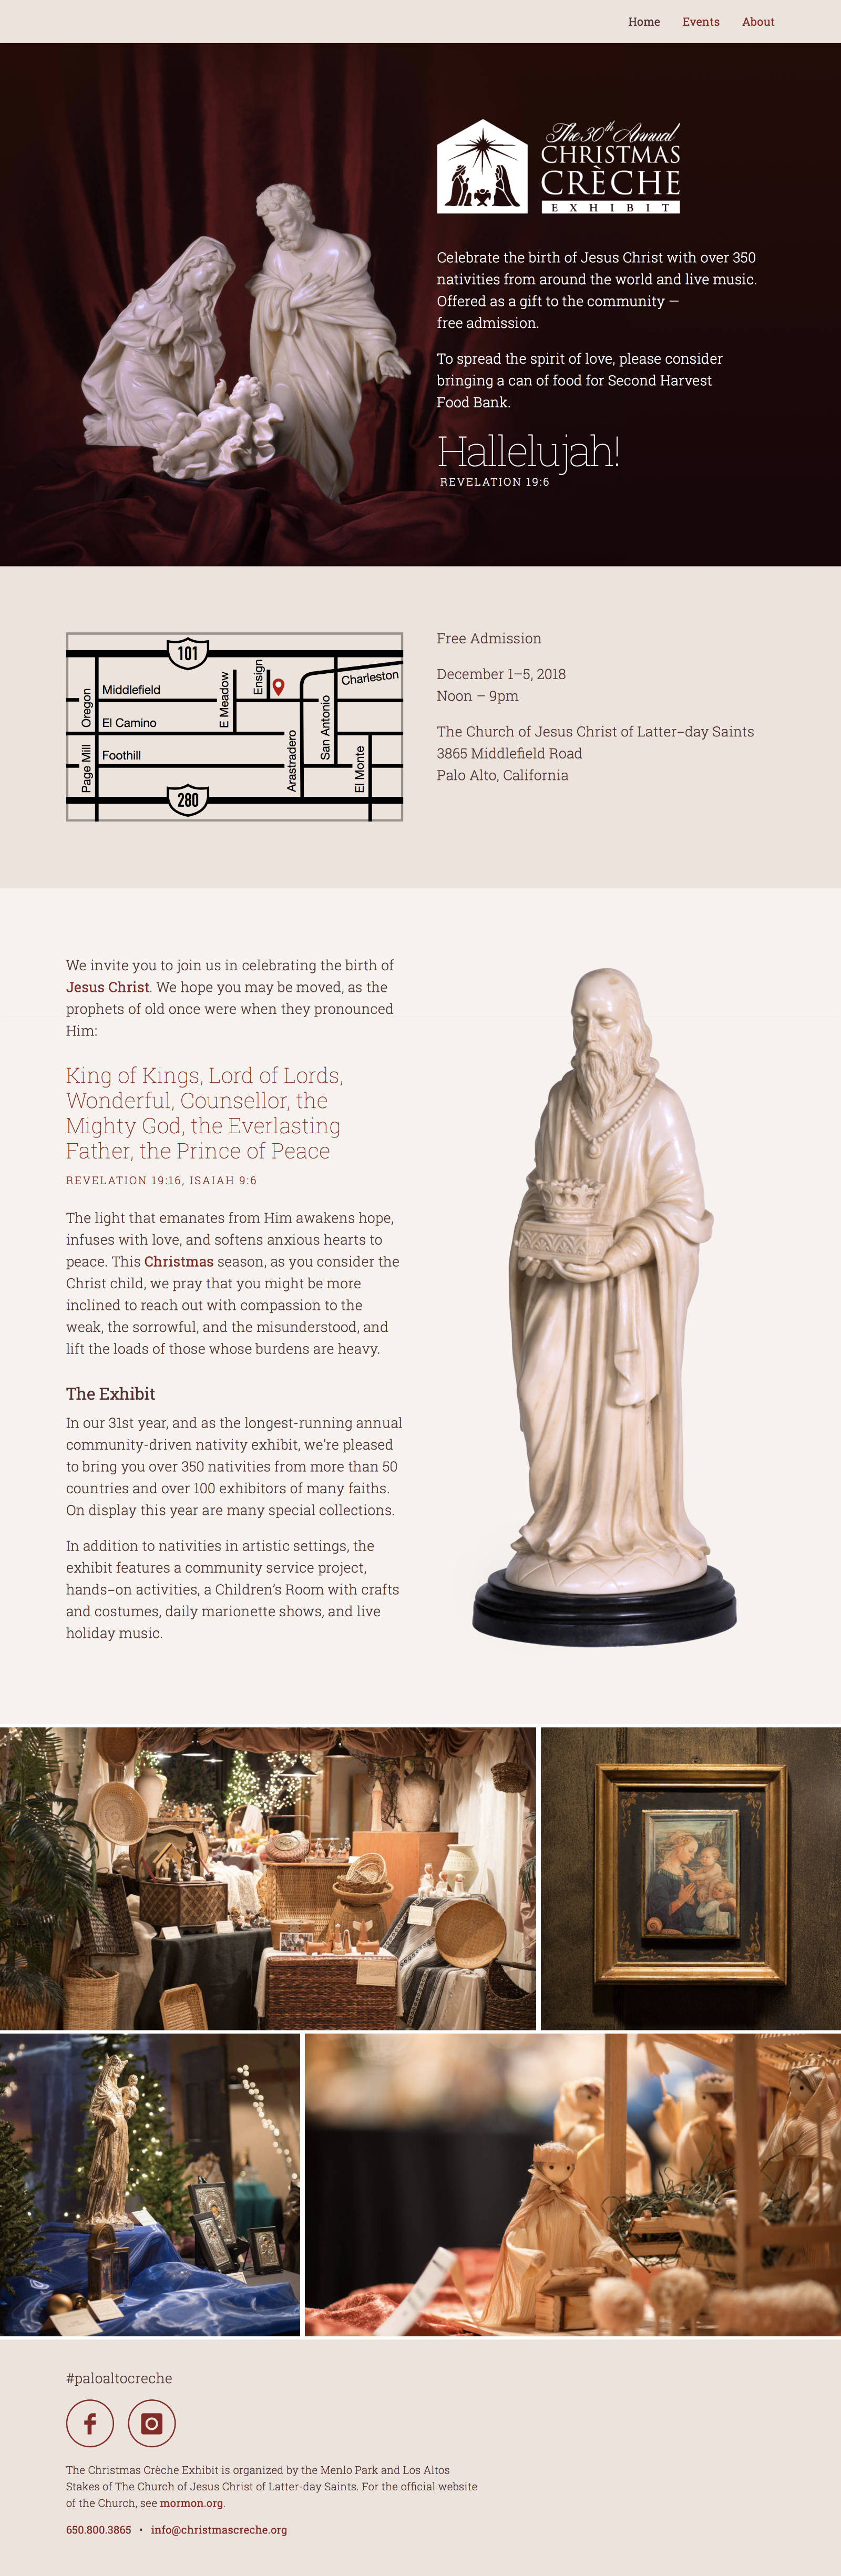 Home Events About
The 30th Annual
CHRISTMAS
CRÈCHE
EXHIBIT
Celebrate the birth of Jesus Christ with over 350
nativities from around the world and live music.
Offered as a gift to the community —
free admission.
To spread the spirit of love, please consider
bringing a can of food for Second Harvest
Food Bank.
Hallelujah!
REVELATION 19:6
101
Oregon
Middlefield
E Meadow
Ensign
Charleston
El Camino
San Antonio
Page Mill
Foothill
Arastradero
El Monte
280
Free Admission
December 1–5, 2018
Noon – 9pm
The Church of Jesus Christ of Latter–day Saints
3865 Middlefield Road
Palo Alto, California
We invite you to join us in celebrating the birth of
Jesus Christ. We hope you may be moved, as the
prophets of old once were when they pronounced
Him:
King of Kings, Lord of Lords,
Wonderful, Counsellor, the
Mighty God, the Everlasting
Father, the Prince of Peace
REVELATION 19:16, ISAIAH 9:6
The light that emanates from Him awakens hope,
infuses with love, and softens anxious hearts to
peace. This Christmas season, as you consider the
Christ child, we pray that you might be more
inclined to reach out with compassion to the
weak, the sorrowful, and the misunderstood, and
lift the loads of those whose burdens are heavy.
The Exhibit
In our 31st year, and as the longest-running annual
community-driven nativity exhibit, we’re pleased
to bring you over 350 nativities from more than 50
countries and over 100 exhibitors of many faiths.
On display this year are many special collections.
In addition to nativities in artistic settings, the
exhibit features a community service project,
hands–on activities, a Children’s Room with crafts
and costumes, daily marionette shows, and live
holiday music.
#paloaltocreche
The Christmas Crèche Exhibit is organized by the Menlo Park and Los Altos
Stakes of The Church of Jesus Christ of Latter-day Saints. For the official website
of the Church, see mormon.org.
650.800.3865 • info@christmascreche.org